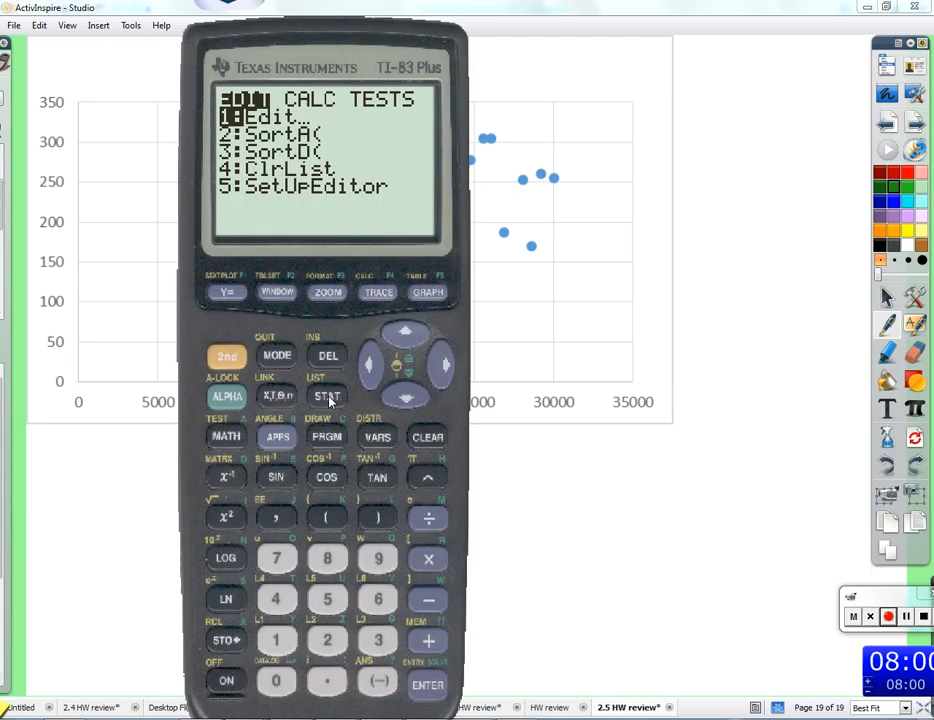 ActivInspire - Studio
File Edit View Insert Tools Help
350
300
250
200
150
100
50
0
0 5000 30000 35000
TEXAS INSTRUMENTS TI-83 Plus
EDIT CALC TESTS
1:Edit...
2:SortA(
3:SortD(
4:ClrList
5:SetUpEditor
STATPLOT F1 TBLSET F2 FORMAT F3 CALC F4 TABLE F5
Y= WINDOW ZOOM TRACE GRAPH
QUIT INS
2nd MODE DEL
A-LOCK LINK LIST
ALPHA X,T,θ,n STAT
TEST A ANGLE B DRAW C DISTR
MATH APPS PRGM VARS CLEAR
MATRX D SIN-1 E COS-1 F TAN-1 G π H
x-1 SIN COS TAN ^
√ I EE J { K } L e M
x² , ( ) ÷
10x N u O v P w Q [ R
LOG 7 8 9 ×
ex S L4 T L5 U L6 V ] W
LN 4 5 6 −
RCL X L1 Y L2 Z L3 θ MEM "
STO 1 2 3 +
OFF CATALOG i : ANS ? ENTRY SOLVE
ON 0 . (−) ENTER
M
08:00
08:00
Untitled 2.4 HW review* Desktop Fli HW review* HW review 2.5 HW review* Page 19 of 19 Best Fit